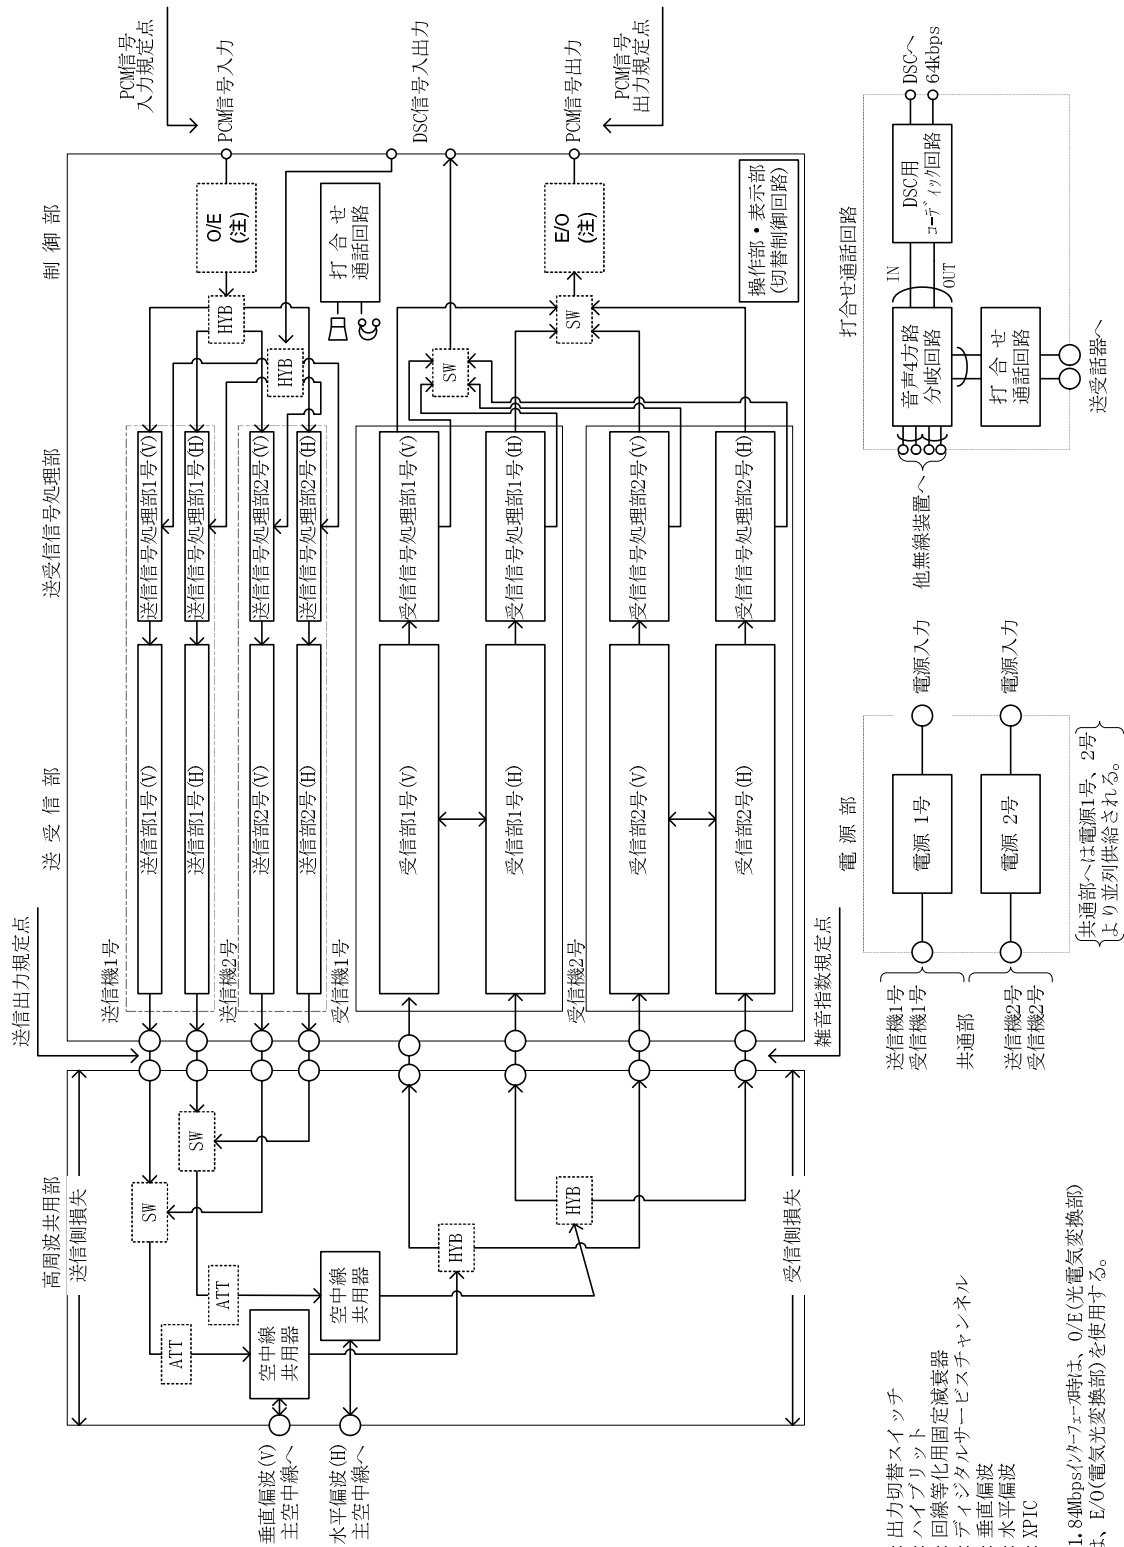 高周波共用部
送 受 信 部
送受信信号処理部
制 御 部
送信側損失
送信出力規定点
PCM信号
入力規定点
送信機1号
送信部1号(V)
送信信号処理部1号(V)
O/E
(注)
PCM信号入力
SW
SW
送信部1号(H)
送信信号処理部1号(H)
HYB
送信機2号
ATT
ATT
送信部2号(V)
送信信号処理部2号(V)
HYB
送信部2号(H)
送信信号処理部2号(H)
垂直偏波(V)
主空中線へ
空中線
共用器
水平偏波(H)
主空中線へ
空中線
共用器
打 合 せ
通話回路
DSC信号入出力
受信機1号
受信部1号(V)
受信信号処理部1号(V)
SW
HYB
受信部1号(H)
受信信号処理部1号(H)
HYB
SW
E/O
(注)
PCM信号出力
PCM信号
出力規定点
受信機2号
受信部2号(V)
受信信号処理部2号(V)
受信部2号(H)
受信信号処理部2号(H)
操作部・表示部
(切替制御回路)
受信側損失
雑音指数規定点
電 源 部
送信機1号
受信機1号
共通部
送信機2号
受信機2号
電源 1号
電源入力
電源 2号
電源入力
共通部へは電源1号、2号
より並列供給される。
打合せ通話回路
他無線装置へ
音声4方路
分岐回路
IN
OUT
DSC用
コーディック回路
DSCへ
64kbps
打 合 せ
通話回路
送受話器へ
: 出力切替スイッチ
: ハイブリット
: 回線等化用固定減衰器
: ディジタルサービスチャンネル
: 垂直偏波
: 水平偏波
: XPIC
1.84Mbpsインターフェース時は、O/E(光電気変換部)
は、E/O(電気光変換部)を使用する。